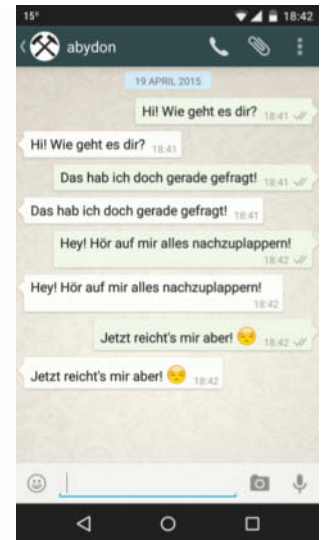 15° 18:42
abydon
19 APRIL 2015
Hi! Wie geht es dir? 18:41
Hi! Wie geht es dir? 18:41
Das hab ich doch gerade gefragt! 18:41
Das hab ich doch gerade gefragt! 18:41
Hey! Hör auf mir alles nachzuplappern!
18:42
Hey! Hör auf mir alles nachzuplappern!
18:42
Jetzt reicht's mir aber! 😒 18:42
Jetzt reicht's mir aber! 😒 18:42